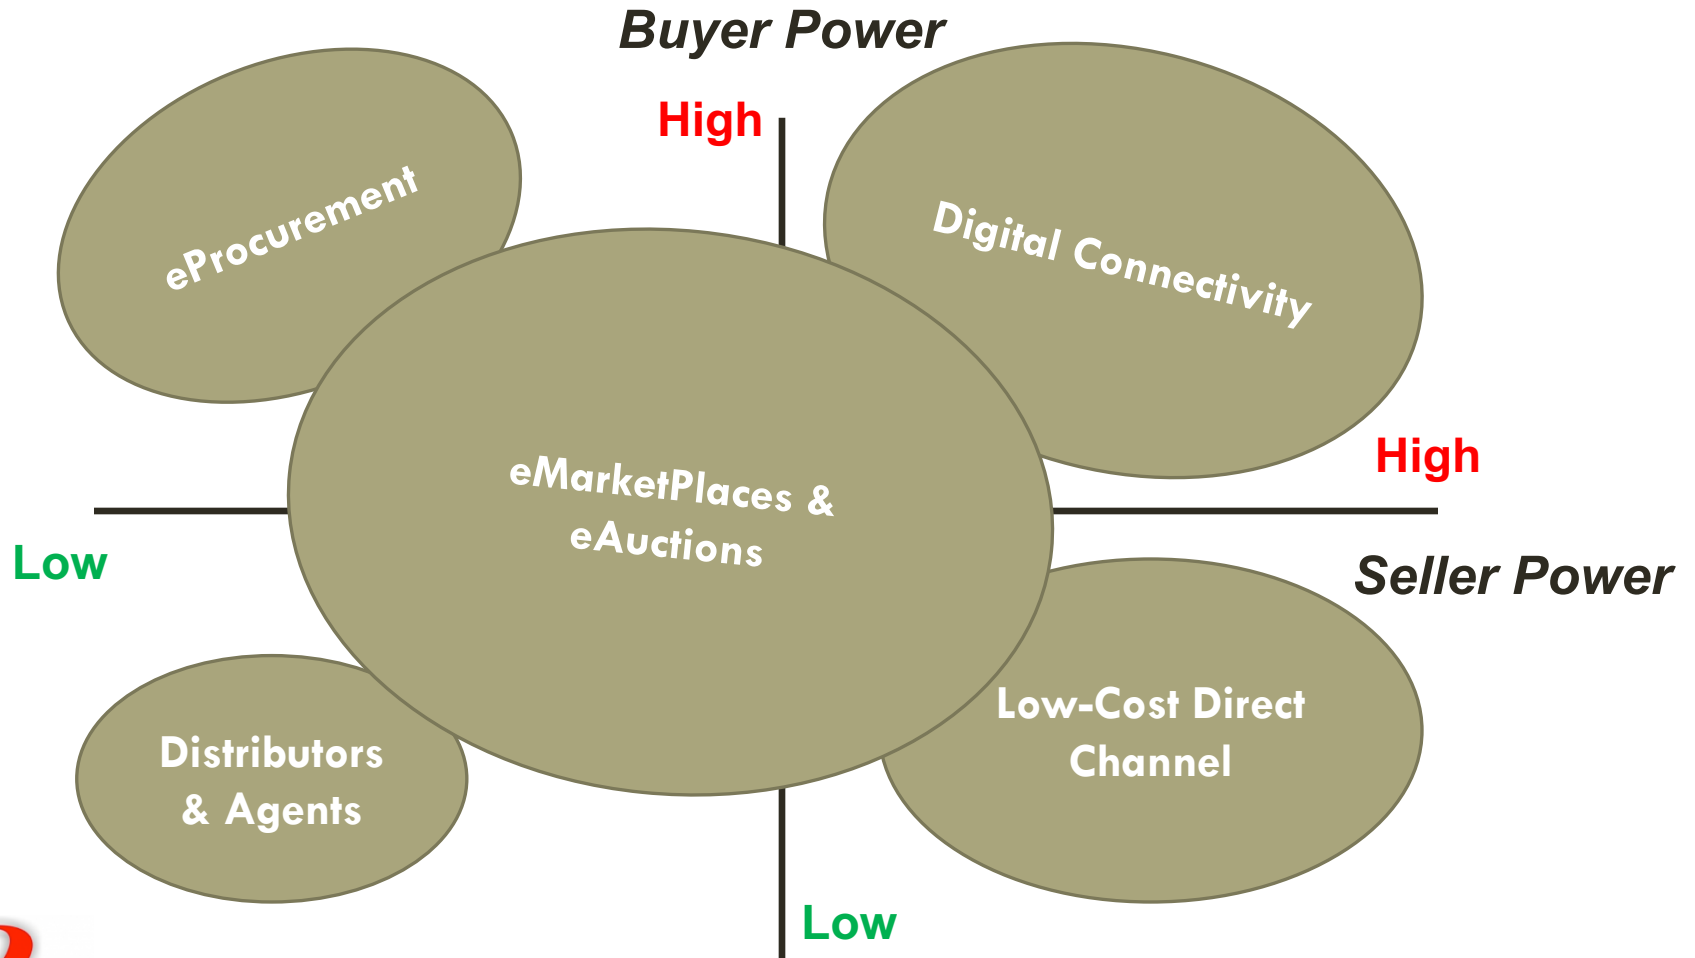 Buyer Power
High
eProcurement
Digital Connectivity
eMarketPlaces &
eAuctions
High
Low
Seller Power
Low-Cost Direct
Channel
Distributors
& Agents
Low